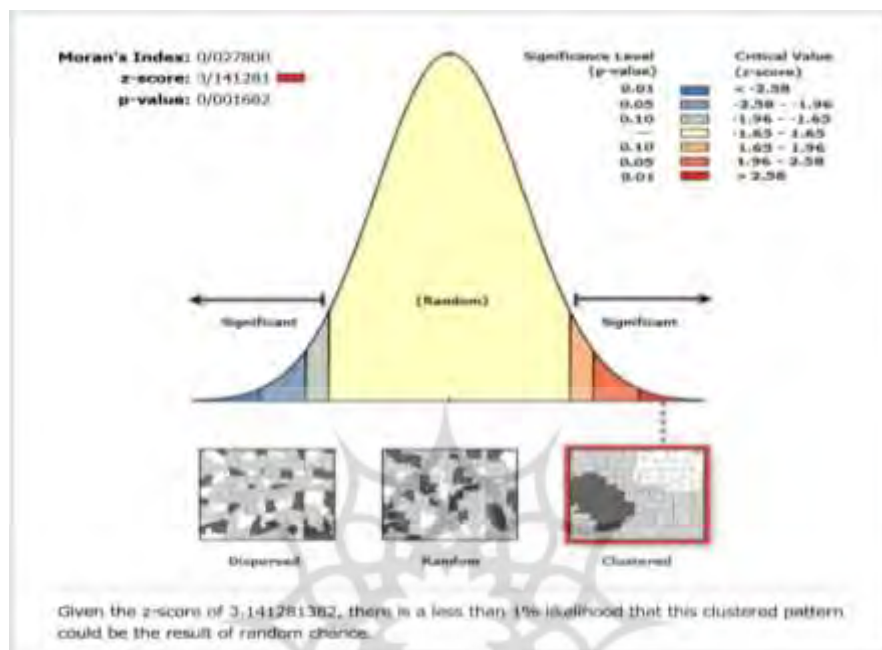 Moran's Index: 0/027800
z-score: 3/141281
p-value: 0/001682
Significance Level
(p-value)
Critical Value
(z-score)
0.01 < -2.58
0.05 -2.58 - -1.96
0.10 -1.96 - -1.65
— -1.65 - 1.65
0.10 1.65 - 1.96
0.05 1.96 - 2.58
0.01 > 2.58
(Random)
Significant
Significant
Dispersed
Random
Clustered
Given the z-score of 3.141281382, there is a less than 1% likelihood that this clustered pattern
could be the result of random chance.